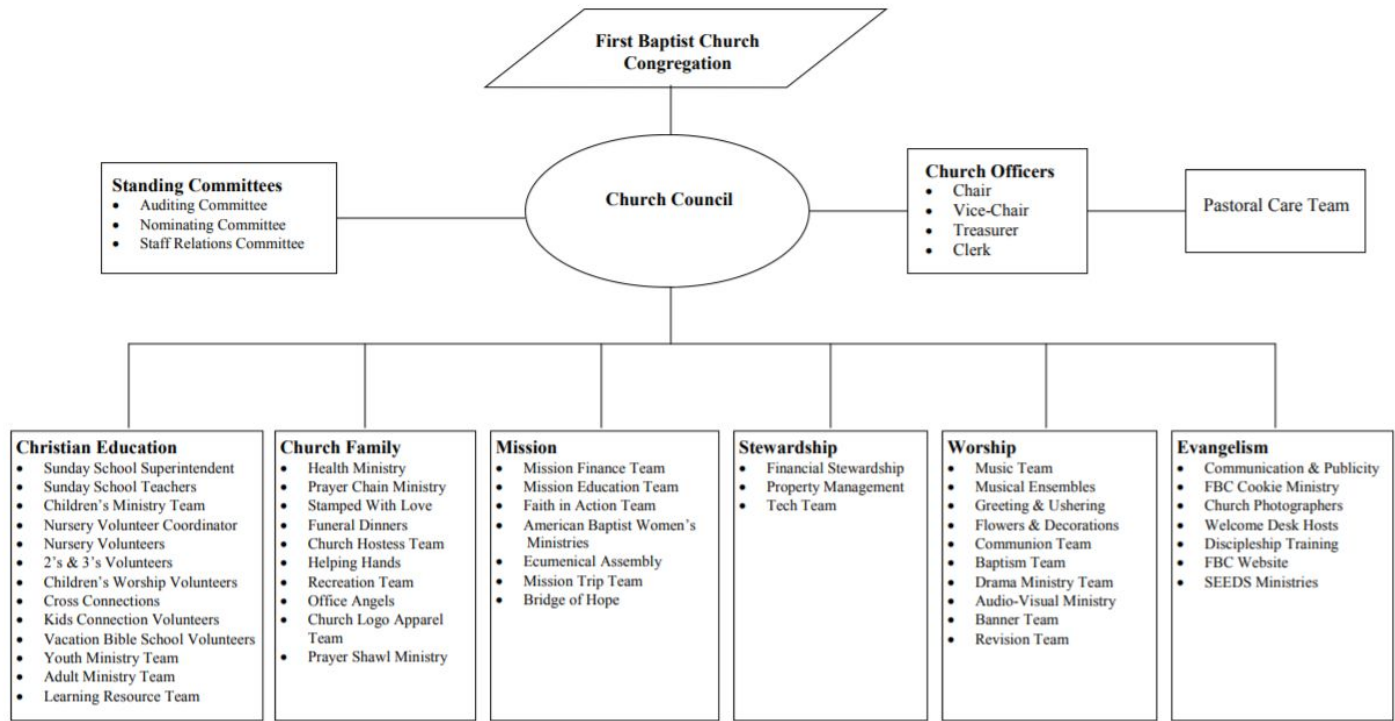 First Baptist Church
Congregation
Standing Committees
• Auditing Committee
• Nominating Committee
• Staff Relations Committee
Church Council
Church Officers
• Chair
• Vice-Chair
• Treasurer
• Clerk
Pastoral Care Team
Christian Education
• Sunday School Superintendent
• Sunday School Teachers
• Children's Ministry Team
• Nursery Volunteer Coordinator
• Nursery Volunteers
• 2's & 3's Volunteers
• Children's Worship Volunteers
• Cross Connections
• Kids Connection Volunteers
• Vacation Bible School Volunteers
• Youth Ministry Team
• Adult Ministry Team
• Learning Resource Team
Church Family
• Health Ministry
• Prayer Chain Ministry
• Stamped With Love
• Funeral Dinners
• Church Hostess Team
• Helping Hands
• Recreation Team
• Office Angels
• Church Logo Apparel
Team
• Prayer Shawl Ministry
Mission
• Mission Finance Team
• Mission Education Team
• Faith in Action Team
• American Baptist Women's
Ministries
• Ecumenical Assembly
• Mission Trip Team
• Bridge of Hope
Stewardship
• Financial Stewardship
• Property Management
• Tech Team
Worship
• Music Team
• Musical Ensembles
• Greeting & Ushering
• Flowers & Decorations
• Communion Team
• Baptism Team
• Drama Ministry Team
• Audio-Visual Ministry
• Banner Team
• Revision Team
Evangelism
• Communication & Publicity
• FBC Cookie Ministry
• Church Photographers
• Welcome Desk Hosts
• Discipleship Training
• FBC Website
• SEEDS Ministries